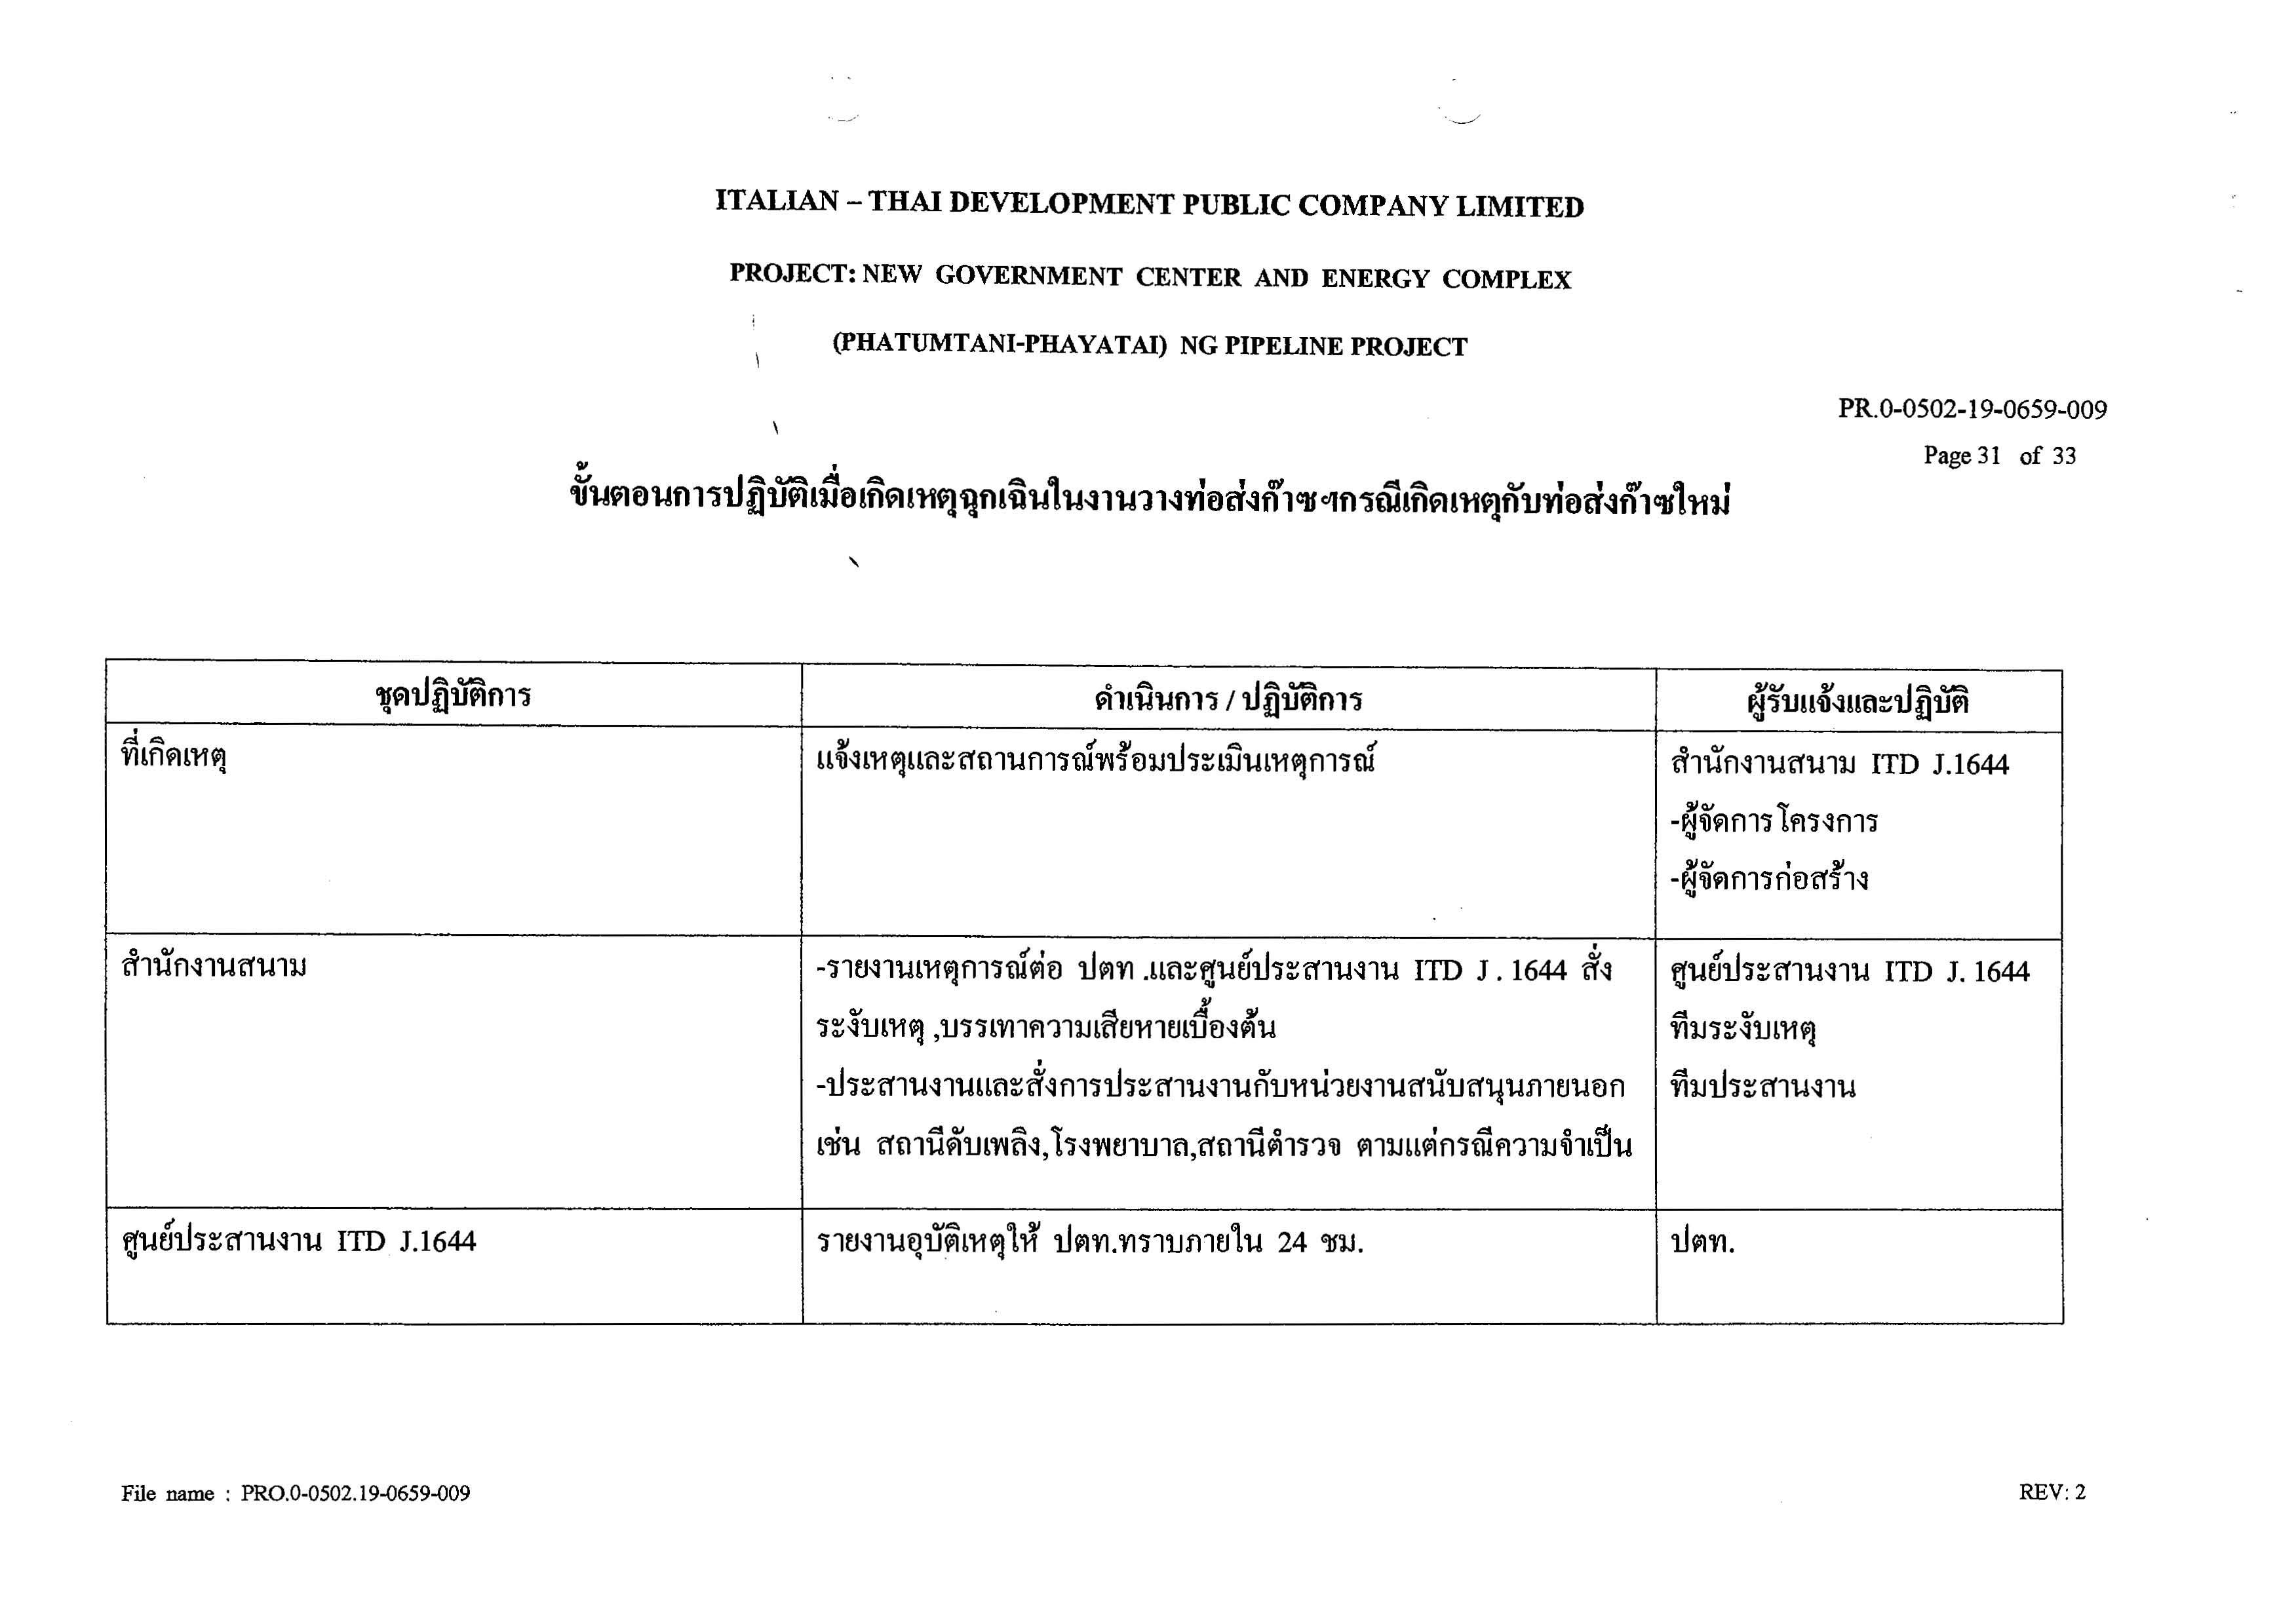 ITALIAN – THAI DEVELOPMENT PUBLIC COMPANY LIMITED
PROJECT: NEW GOVERNMENT CENTER AND ENERGY COMPLEX
(PHATUMTANI-PHAYATAI) NG PIPELINE PROJECT
PR.0-0502-19-0659-009
Page 31 of 33
ขั้นตอนการปฏิบัติเมื่อเกิดเหตุฉุกเฉินในงานวางท่อส่งก๊าซฯกรณีเกิดเหตุกับท่อส่งก๊าซใหม่
ชุดปฏิบัติการ
ดำเนินการ / ปฏิบัติการ
ผู้รับแจ้งและปฏิบัติ
ที่เกิดเหตุ
แจ้งเหตุและสถานการณ์พร้อมประเมินเหตุการณ์
สำนักงานสนาม ITD J.1644
-ผู้จัดการโครงการ
-ผู้จัดการก่อสร้าง
สำนักงานสนาม
-รายงานเหตุการณ์ต่อ ปตท .และศูนย์ประสานงาน ITD J . 1644 สั่ง
ระงับเหตุ ,บรรเทาความเสียหายเบื้องต้น
-ประสานงานและสั่งการประสานงานกับหน่วยงานสนับสนุนภายนอก
เช่น สถานีดับเพลิง,โรงพยาบาล,สถานีตำรวจ ตามแต่กรณีความจำเป็น
ศูนย์ประสานงาน ITD J. 1644
ทีมระงับเหตุ
ทีมประสานงาน
ศูนย์ประสานงาน ITD J.1644
รายงานอุบัติเหตุให้ ปตท.ทราบภายใน 24 ชม.
ปตท.
File name : PRO.0-0502.19-0659-009
REV: 2